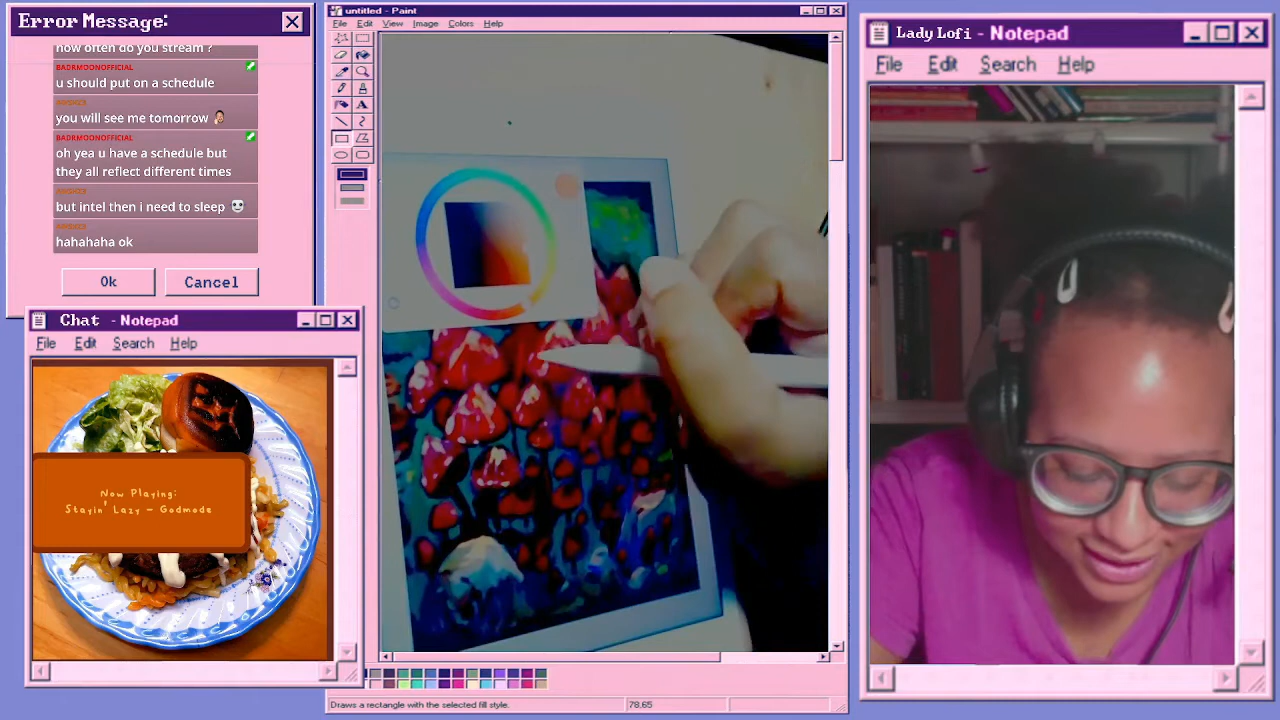 Error Message:
how often do you stream ?
BADRMOONOFFICIAL
u should put on a schedule
you will see me tomorrow
BADRMOONOFFICIAL
oh yea u have a schedule but
they all reflect different times
but intel then i need to sleep
hahahaha ok
Ok
Cancel
Chat - Notepad
File Edit Search Help
Now Playing:
Stayin' Lazy – Godmode
untitled - Paint
File Edit View Image Colors Help
A
Draws a rectangle with the selected fill style.
78,65
Lady Lofi - Notepad
File Edit Search Help